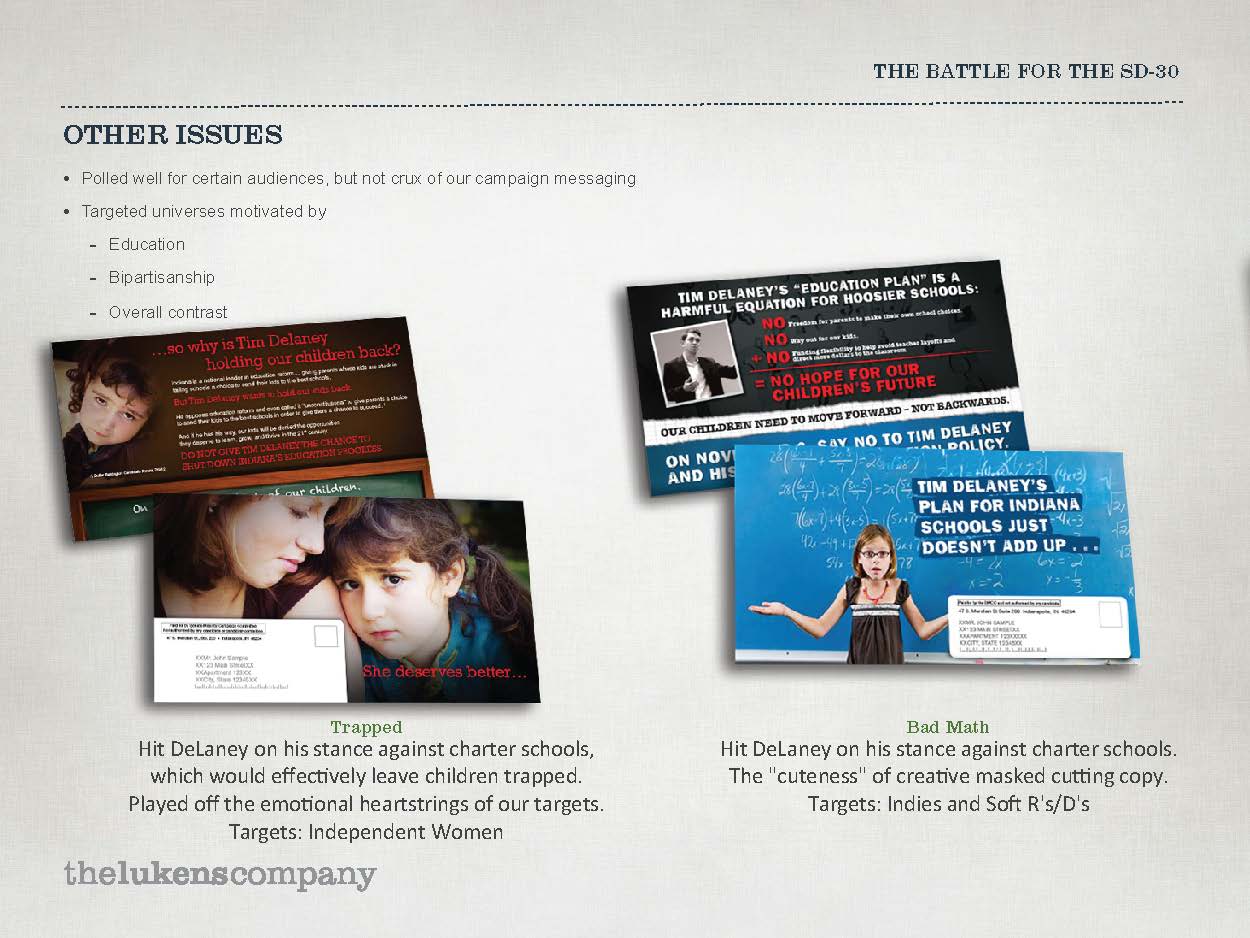 THE BATTLE FOR THE SD-30
OTHER ISSUES
• Polled well for certain audiences, but not crux of our campaign messaging
• Targeted universes motivated by
- Education
- Bipartisanship
- Overall contrast
…so why is Tim Delaney
holding our children back?
But Tim Delaney wants to hold our kids back
DO NOT GIVE TIM DELANEY THE CHANCE TO
SHUT DOWN INDIANA'S EDUCATION PROGRESS
of our children.
She deserves better…
XXMr. John Sample
XX123 Main StreetXX
XXApartment 123XX
XXCity, State 12345XX
TIM DELANEY'S "EDUCATION PLAN" IS A
HARMFUL EQUATION FOR HOOSIER SCHOOLS:
NO Freedom for parents to make their own school choices.
NO Way out for our kids.
+ NO Funding flexibility to help avoid teacher layoffs and
direct more dollars to the classroom
= NO HOPE FOR OUR
CHILDREN'S FUTURE
OUR CHILDREN NEED TO MOVE FORWARD - NOT BACKWARDS.
SAY NO TO TIM DELANEY
ON NOV
AND HIS
POLICY.
TIM DELANEY'S
PLAN FOR INDIANA
SCHOOLS JUST
DOESN'T ADD UP . . .
XXMR. JOHN SAMPLE
XX123 MAIN STREETXX
XXAPARTMENT 123XXXXX
XXCITY, STATE 12345XX
Trapped
Hit DeLaney on his stance against charter schools,
which would effectively leave children trapped.
Played off the emotional heartstrings of our targets.
Targets: Independent Women
Bad Math
Hit DeLaney on his stance against charter schools.
The "cuteness" of creative masked cutting copy.
Targets: Indies and Soft R's/D's
thelukenscompany